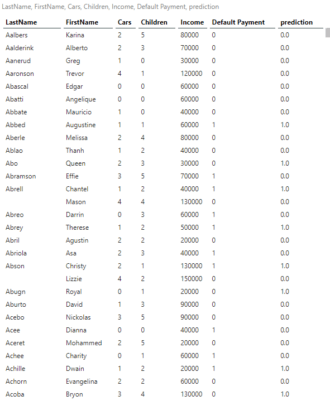 LastName, FirstName, Cars, Children, Income, Default Payment, prediction
LastName FirstName Cars Children Income Default Payment prediction
Aalbers Karina 2 5 80000 0 0.0
Aalderink Alberto 2 3 70000 0 0.0
Aanerud Greg 1 0 30000 0 0.0
Aaronson Trevor 4 1 120000 0 0.0
Abascal Edgar 0 0 60000 0 0.0
Abatti Angelique 0 0 60000 0 0.0
Abbate Mauricio 1 0 40000 0 0.0
Abbed Augustine 1 1 60000 1 1.0
Aberle Melissa 2 4 80000 0 0.0
Ablao Thanh 1 2 40000 0 0.0
Abo Queen 2 3 30000 0 1.0
Abramson Effie 3 5 70000 1 0.0
Abrell Chantel 1 2 40000 1 1.0
Mason 4 4 130000 0 0.0
Abreo Darrin 0 3 60000 1 0.0
Abrey Therese 1 2 50000 1 1.0
Abril Agustin 2 2 20000 0 0.0
Abriola Asa 2 3 40000 1 0.0
Abson Christy 2 1 130000 1 1.0
Lizzie 4 2 150000 0 0.0
Abugn Royal 0 1 20000 0 1.0
Aburto David 1 3 90000 0 0.0
Acebo Nickolas 3 5 90000 0 0.0
Acee Dianna 0 0 40000 1 0.0
Aceret Mohammed 2 5 20000 0 0.0
Achee Charity 0 1 60000 1 0.0
Achille Dwain 1 2 20000 1 1.0
Achorn Evangelina 2 2 60000 0 0.0
Acoba Bryon 3 4 130000 0 1.0